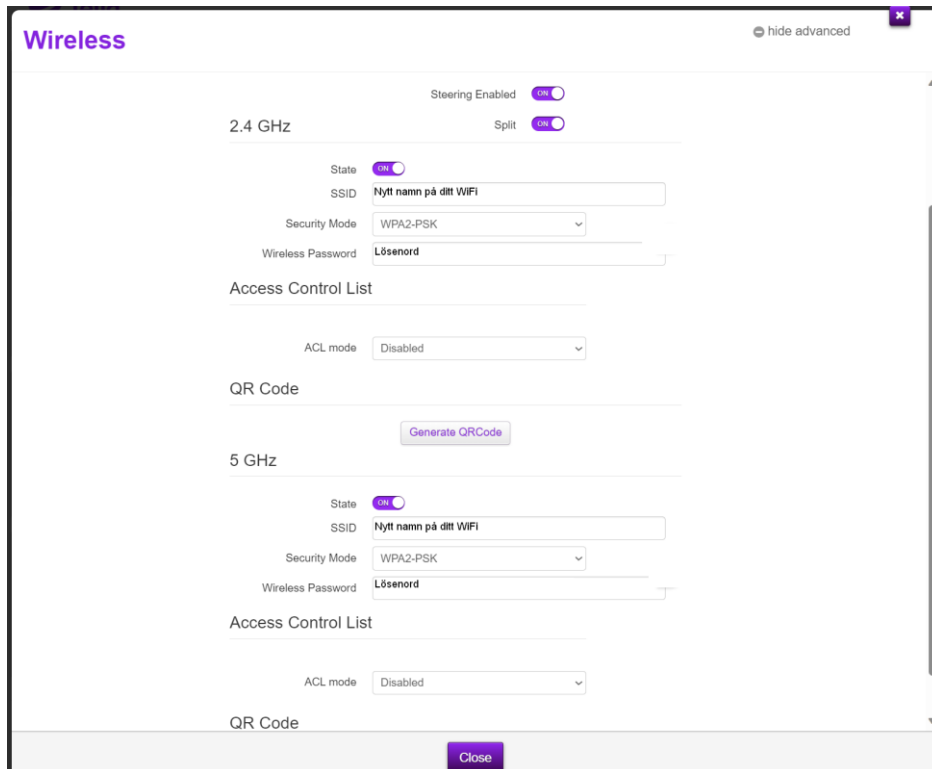 Wireless
hide advanced
Steering Enabled ON
2.4 GHz Split ON
State ON
SSID Nytt namn på ditt WiFi
Security Mode WPA2-PSK
Wireless Password Lösenord
Access Control List
ACL mode Disabled
QR Code
Generate QRCode
5 GHz
State ON
SSID Nytt namn på ditt WiFi
Security Mode WPA2-PSK
Wireless Password Lösenord
Access Control List
ACL mode Disabled
QR Code
Close